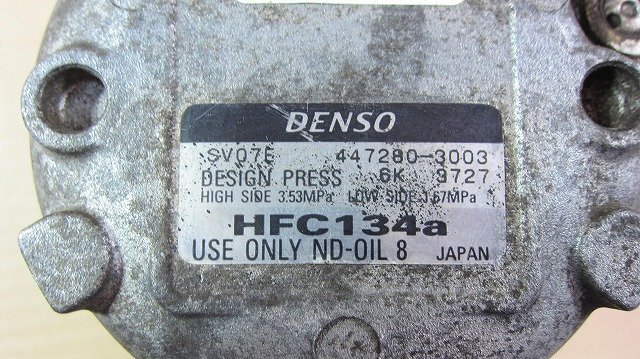 DENSO
SV07E 447280-3003
DESIGN PRESS 6K 3727
HIGH SIDE 3.53MPa LOW SIDE 1.67MPa
HFC134a
USE ONLY ND-OIL 8 JAPAN